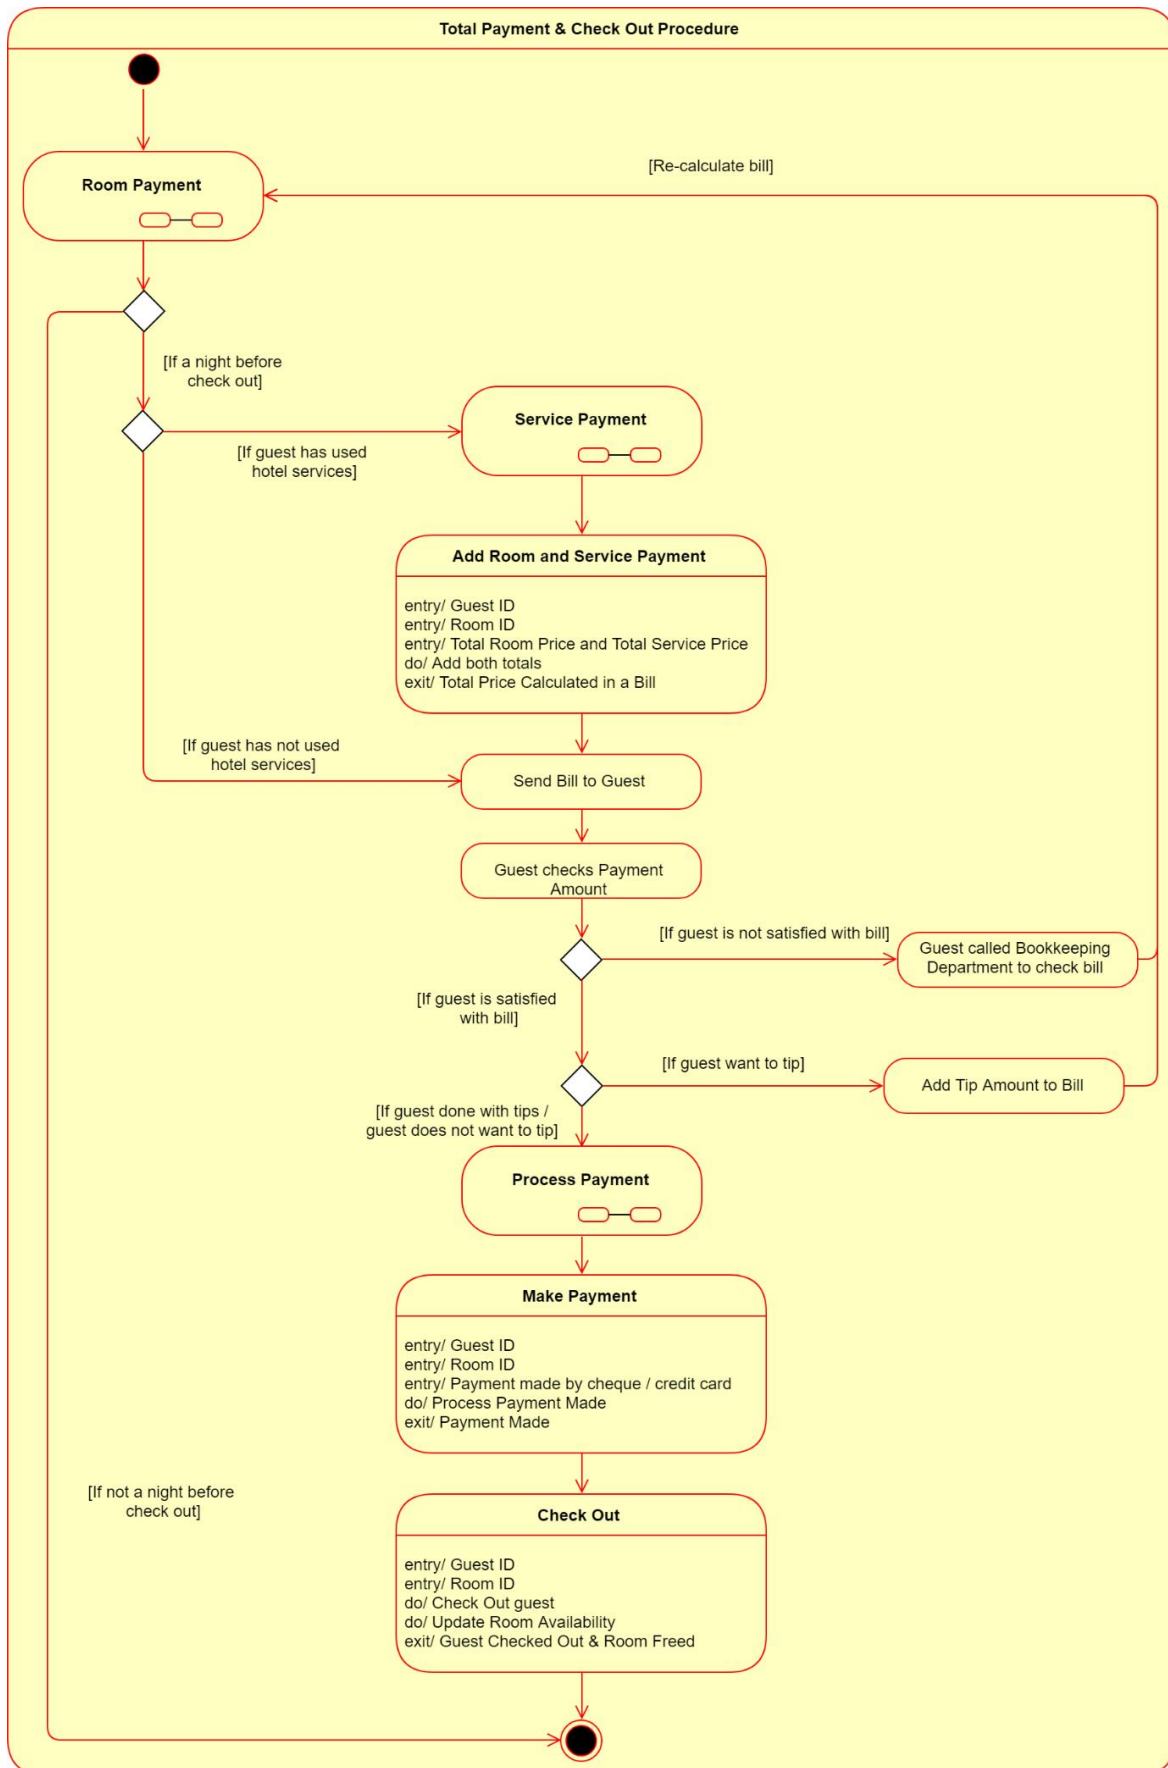 Total Payment & Check Out Procedure
[Re-calculate bill]
Room Payment
[If a night before
check out]
Service Payment
[If guest has used
hotel services]
Add Room and Service Payment
entry/ Guest ID
entry/ Room ID
entry/ Total Room Price and Total Service Price
do/ Add both totals
exit/ Total Price Calculated in a Bill
[If guest has not used
hotel services]
Send Bill to Guest
Guest checks Payment
Amount
[If guest is not satisfied with bill]
Guest called Bookkeeping
Department to check bill
[If guest is satisfied
with bill]
[If guest want to tip]
Add Tip Amount to Bill
[If guest done with tips /
guest does not want to tip]
Process Payment
Make Payment
entry/ Guest ID
entry/ Room ID
entry/ Payment made by cheque / credit card
do/ Process Payment Made
exit/ Payment Made
[If not a night before
check out]
Check Out
entry/ Guest ID
entry/ Room ID
do/ Check Out guest
do/ Update Room Availability
exit/ Guest Checked Out & Room Freed